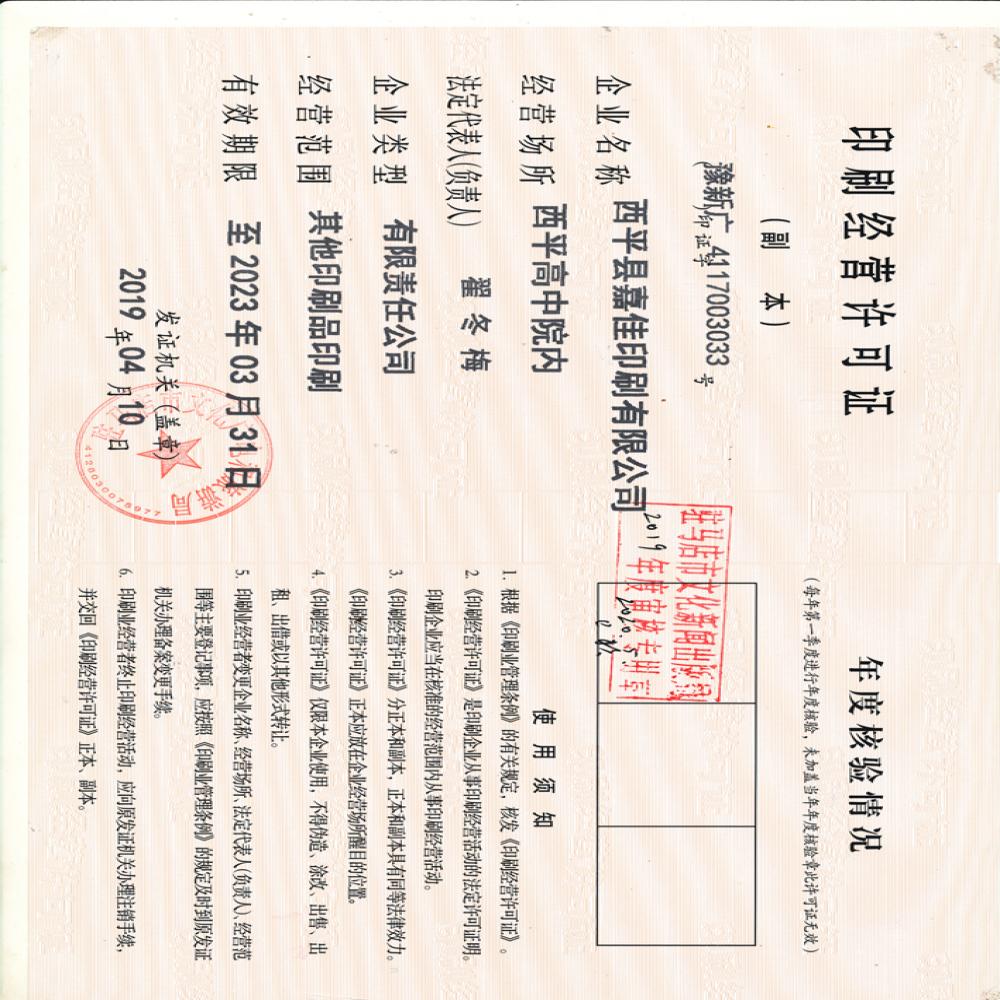 印刷经营许可证
(副 本)
豫新广印证字 4117003033 号
企业名称 西平县嘉佳印刷有限公司
经营场所 西平高中院内
法定代表人(负责人) 翟冬梅
企业类型 有限责任公司
经营范围 其他印刷品印刷
有效期限 至2023年03月31日
发证机关(盖章)
2019年04月10日
4128030078977
年度核验情况
(每年第一季度进行年度核验，未加盖当年年度核验章此许可证无效)
驻马店市文化新闻出版局
2019年度审核专用章
2020.5.
使用须知
1. 根据《印刷业管理条例》的有关规定，核发《印刷经营许可证》。
2. 《印刷经营许可证》是印刷企业从事印刷经营活动的法定许可证明。
印刷企业应当在核准的经营范围内从事印刷经营活动。
3. 《印刷经营许可证》分正本和副本，正本和副本具有同等法律效力。
《印刷经营许可证》正本应放在企业经营场所醒目的位置。
4. 《印刷经营许可证》仅限本企业使用，不得伪造、涂改、出售、出
租、出借或以其他形式转让。
5. 印刷业经营者变更企业名称、经营场所、法定代表人(负责人)、经营范
围等主要登记事项，应按照《印刷业管理条例》的规定及时到原发证
机关办理备案变更手续。
6. 印刷业经营者终止印刷经营活动，应向原发证机关办理注销手续，
并交回《印刷经营许可证》正本、副本。